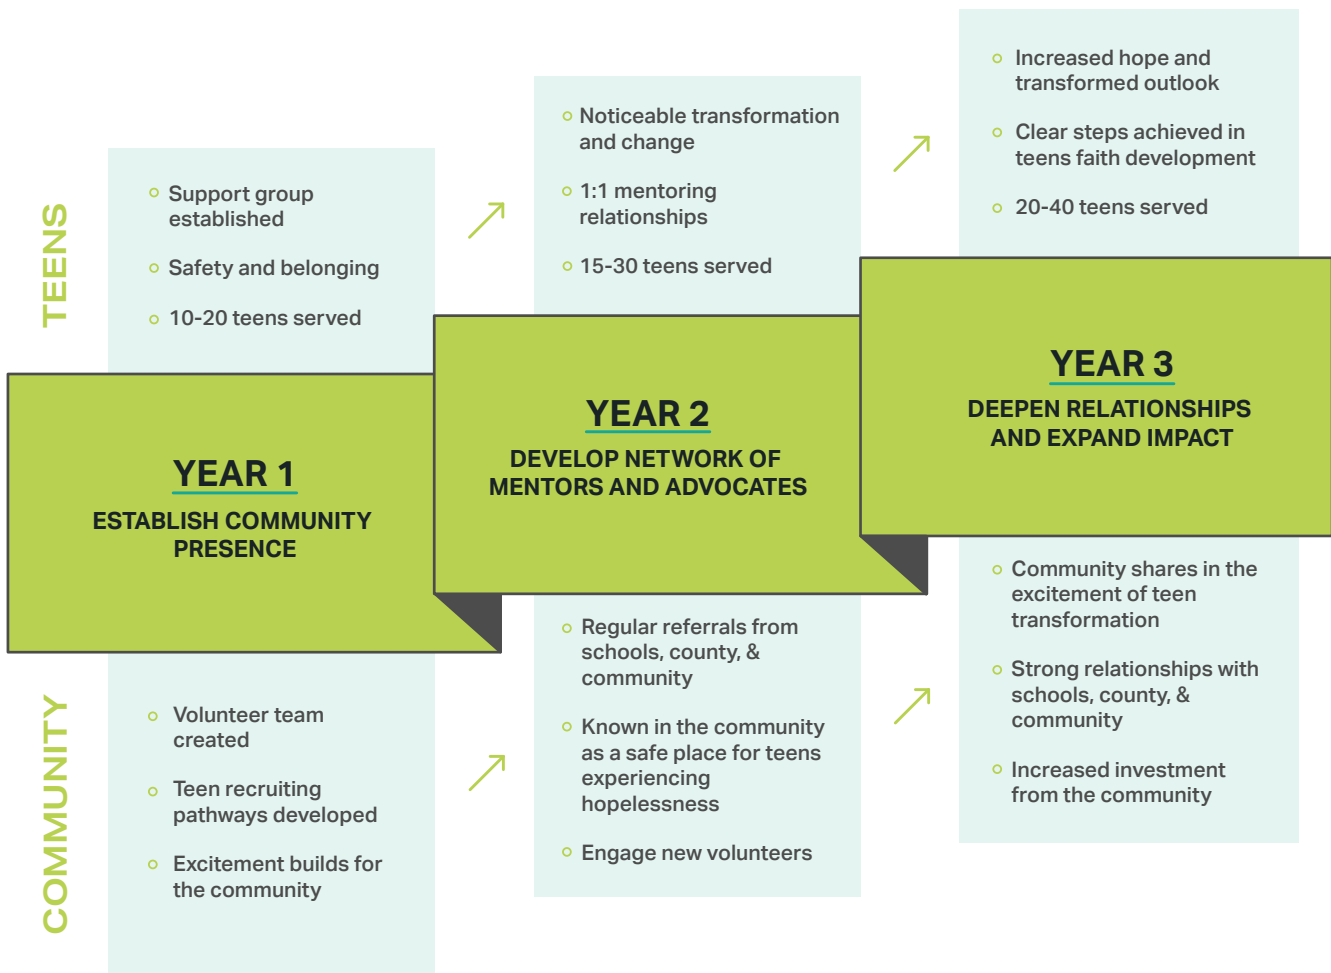 TEENS
Support group
established
Safety and belonging
10-20 teens served
Noticeable transformation
and change
1:1 mentoring
relationships
15-30 teens served
Increased hope and
transformed outlook
Clear steps achieved in
teens faith development
20-40 teens served
YEAR 1
ESTABLISH COMMUNITY
PRESENCE
YEAR 2
DEVELOP NETWORK OF
MENTORS AND ADVOCATES
YEAR 3
DEEPEN RELATIONSHIPS
AND EXPAND IMPACT
COMMUNITY
Volunteer team
created
Teen recruiting
pathways developed
Excitement builds for
the community
Regular referrals from
schools, county, &
community
Known in the community
as a safe place for teens
experiencing
hopelessness
Engage new volunteers
Community shares in the
excitement of teen
transformation
Strong relationships with
schools, county, &
community
Increased investment
from the community